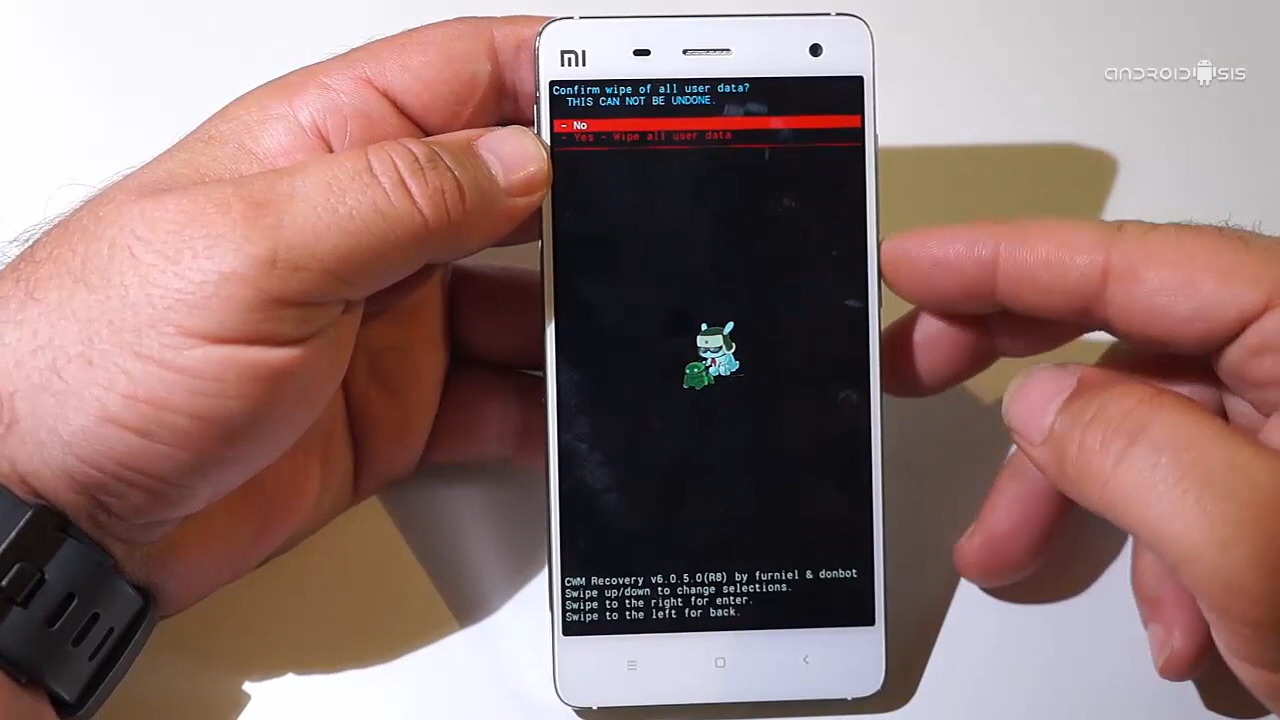 mi
ANDROIDSIS
Confirm wipe of all user data?
THIS CAN NOT BE UNDONE.
- No
- Yes - Wipe all user data
CWM Recovery v6.0.5.0(R8) by furniel & donbot
Swipe up/down to change selections.
Swipe to the right for enter.
Swipe to the left for back.